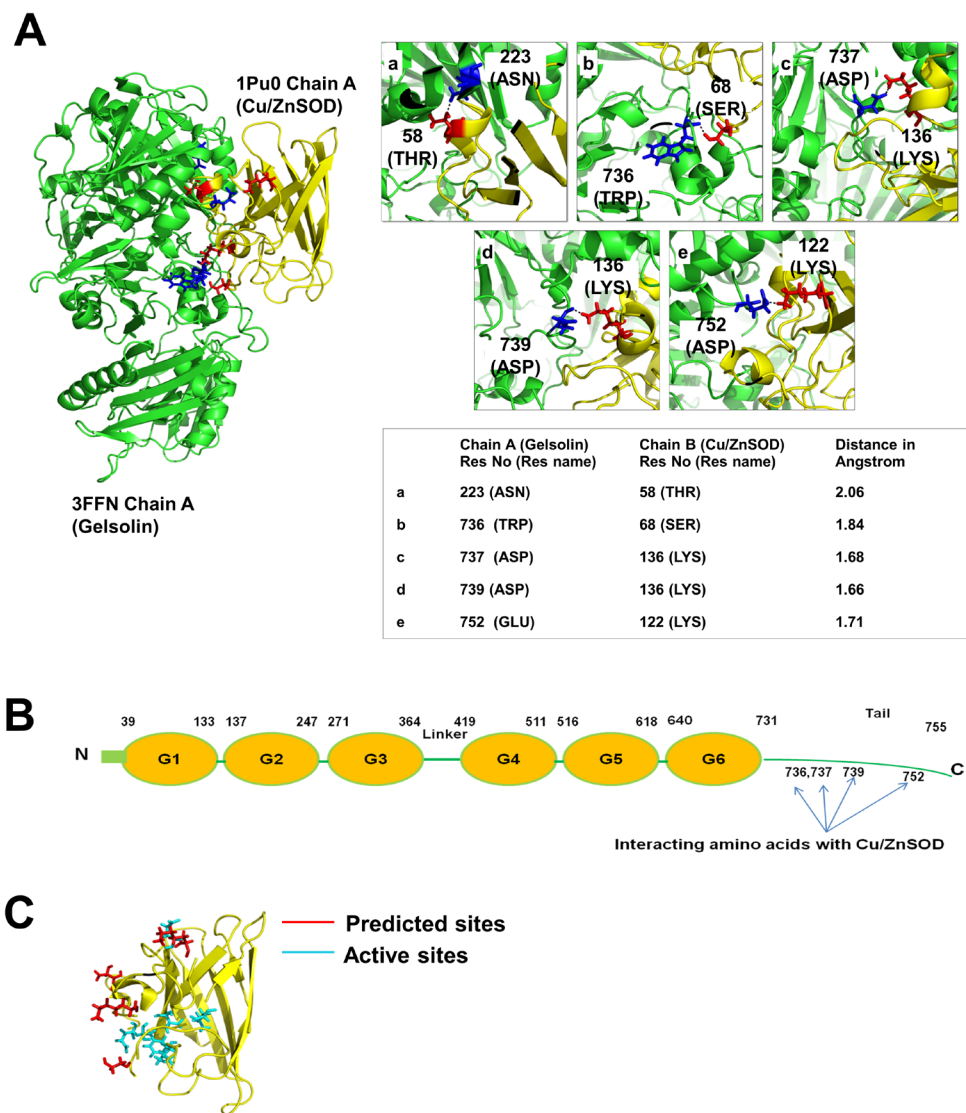 A
1Pu0 Chain A
(Cu/ZnSOD)
3FFN Chain A
(Gelsolin)
a
223
(ASN)
58
(THR)
b
68
(SER)
736
(TRP)
c
737
(ASP)
136
(LYS)
d
136
(LYS)
739
(ASP)
e
122
(LYS)
752
(ASP)
Chain A (Gelsolin) Chain B (Cu/ZnSOD) Distance in
Res No (Res name) Res No (Res name) Angstrom
a 223 (ASN) 58 (THR) 2.06
b 736 (TRP) 68 (SER) 1.84
c 737 (ASP) 136 (LYS) 1.68
d 739 (ASP) 136 (LYS) 1.66
e 752 (GLU) 122 (LYS) 1.71
B
39 133 137 247 271 364 419 511 516 618 640 731 Tail 755
Linker
N G1 G2 G3 G4 G5 G6 C
736,737 739 752
Interacting amino acids with Cu/ZnSOD
C
Predicted sites
Active sites